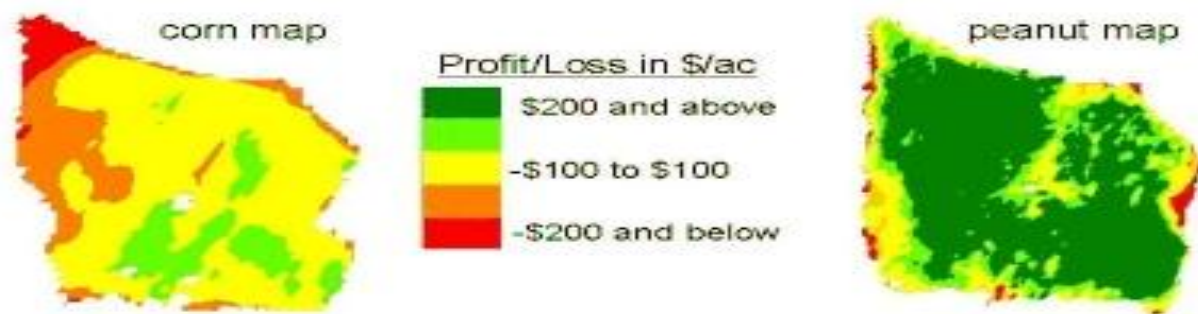 corn map
Profit/Loss in $/ac
$200 and above
-$100 to $100
-$200 and below
peanut map